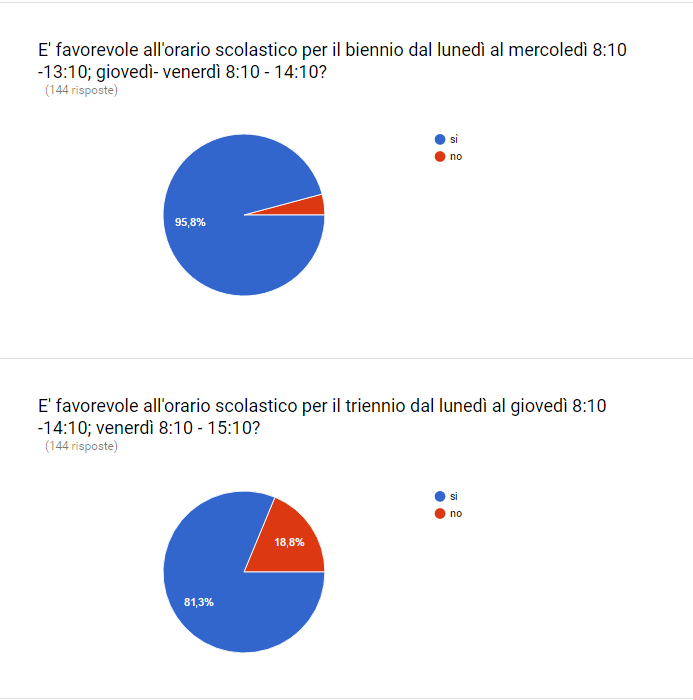 E' favorevole all'orario scolastico per il biennio dal lunedì al mercoledì 8:10
-13:10; giovedì- venerdì 8:10 - 14:10?
(144 risposte)
si
no
95,8%
E' favorevole all'orario scolastico per il triennio dal lunedì al giovedì 8:10
-14:10; venerdì 8:10 - 15:10?
(144 risposte)
si
no
18,8%
81,3%